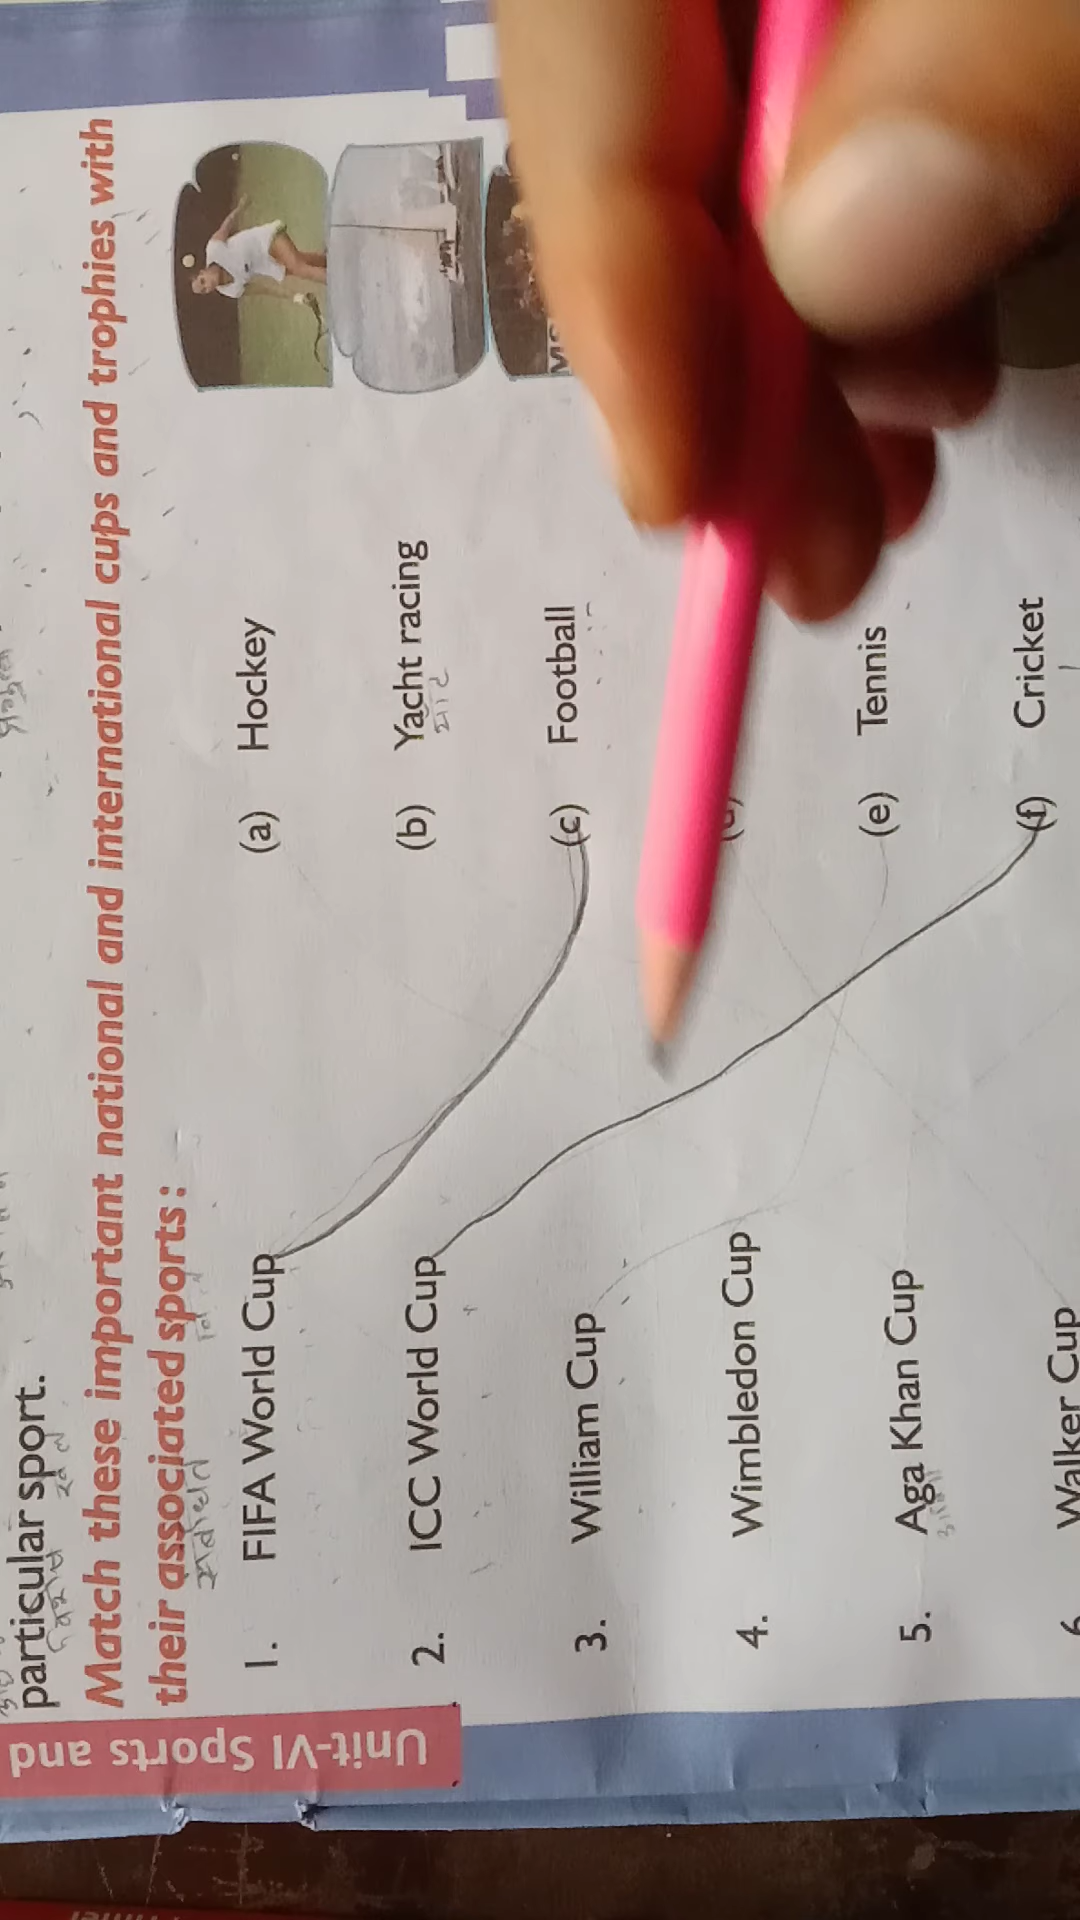 particular sport.
Match these important national and international cups and trophies with
their associated sports :
1. FIFA World Cup (a) Hockey
2. ICC World Cup (b) Yacht racing
3. William Cup (c) Football
4. Wimbledon Cup
5. Aga Khan Cup (e) Tennis
Walker Cup (f) Cricket
Unit-VI Sports and